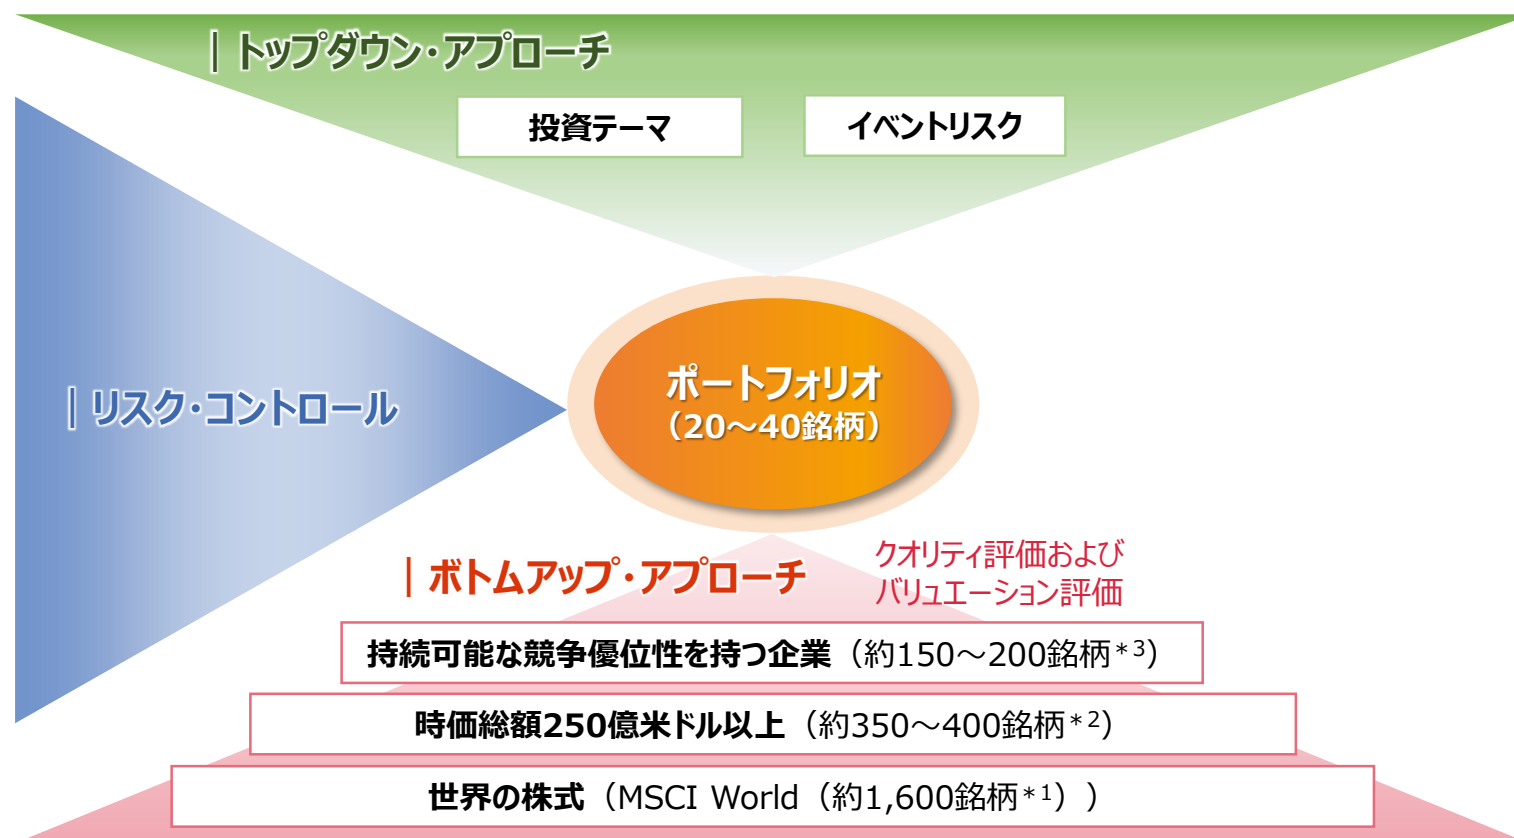 ｜トップダウン・アプローチ
投資テーマ
イベントリスク
｜リスク・コントロール
ポートフォリオ
（20～40銘柄）
｜ボトムアップ・アプローチ
クオリティ評価および
バリュエーション評価
持続可能な競争優位性を持つ企業（約150～200銘柄*3）
時価総額250億米ドル以上（約350～400銘柄*2）
世界の株式（MSCI World（約1,600銘柄*1））